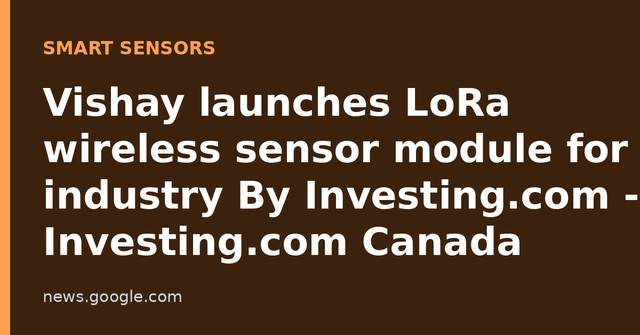 SMART SENSORS
Vishay launches LoRa
wireless sensor module for
industry By Investing.com -
Investing.com Canada
news.google.com